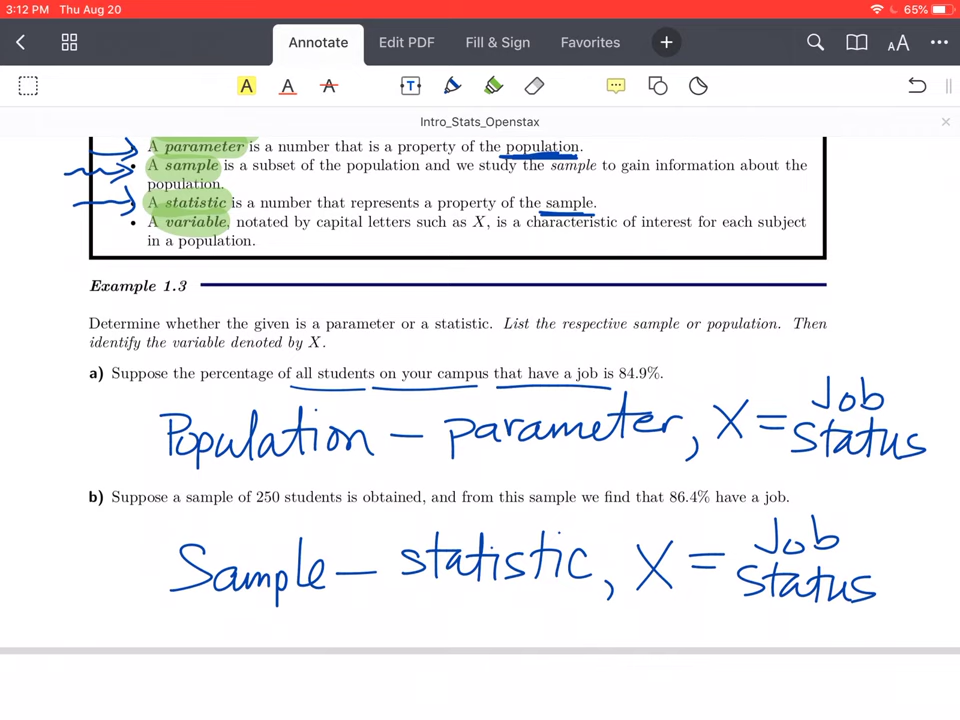 3:12 PM Thu Aug 20
65%
Annotate Edit PDF Fill & Sign Favorites +
AA
A A A T
Intro_Stats_Openstax
A parameter is a number that is a property of the population.
• A sample is a subset of the population and we study the sample to gain information about the
population.
A statistic is a number that represents a property of the sample.
• A variable, notated by capital letters such as X, is a characteristic of interest for each subject
in a population.
Example 1.3
Determine whether the given is a parameter or a statistic. List the respective sample or population. Then
identify the variable denoted by X.
a) Suppose the percentage of all students on your campus that have a job is 84.9%.
Population – parameter, X = Job
Status
b) Suppose a sample of 250 students is obtained, and from this sample we find that 86.4% have a job.
Sample – statistic, X = Job
Status